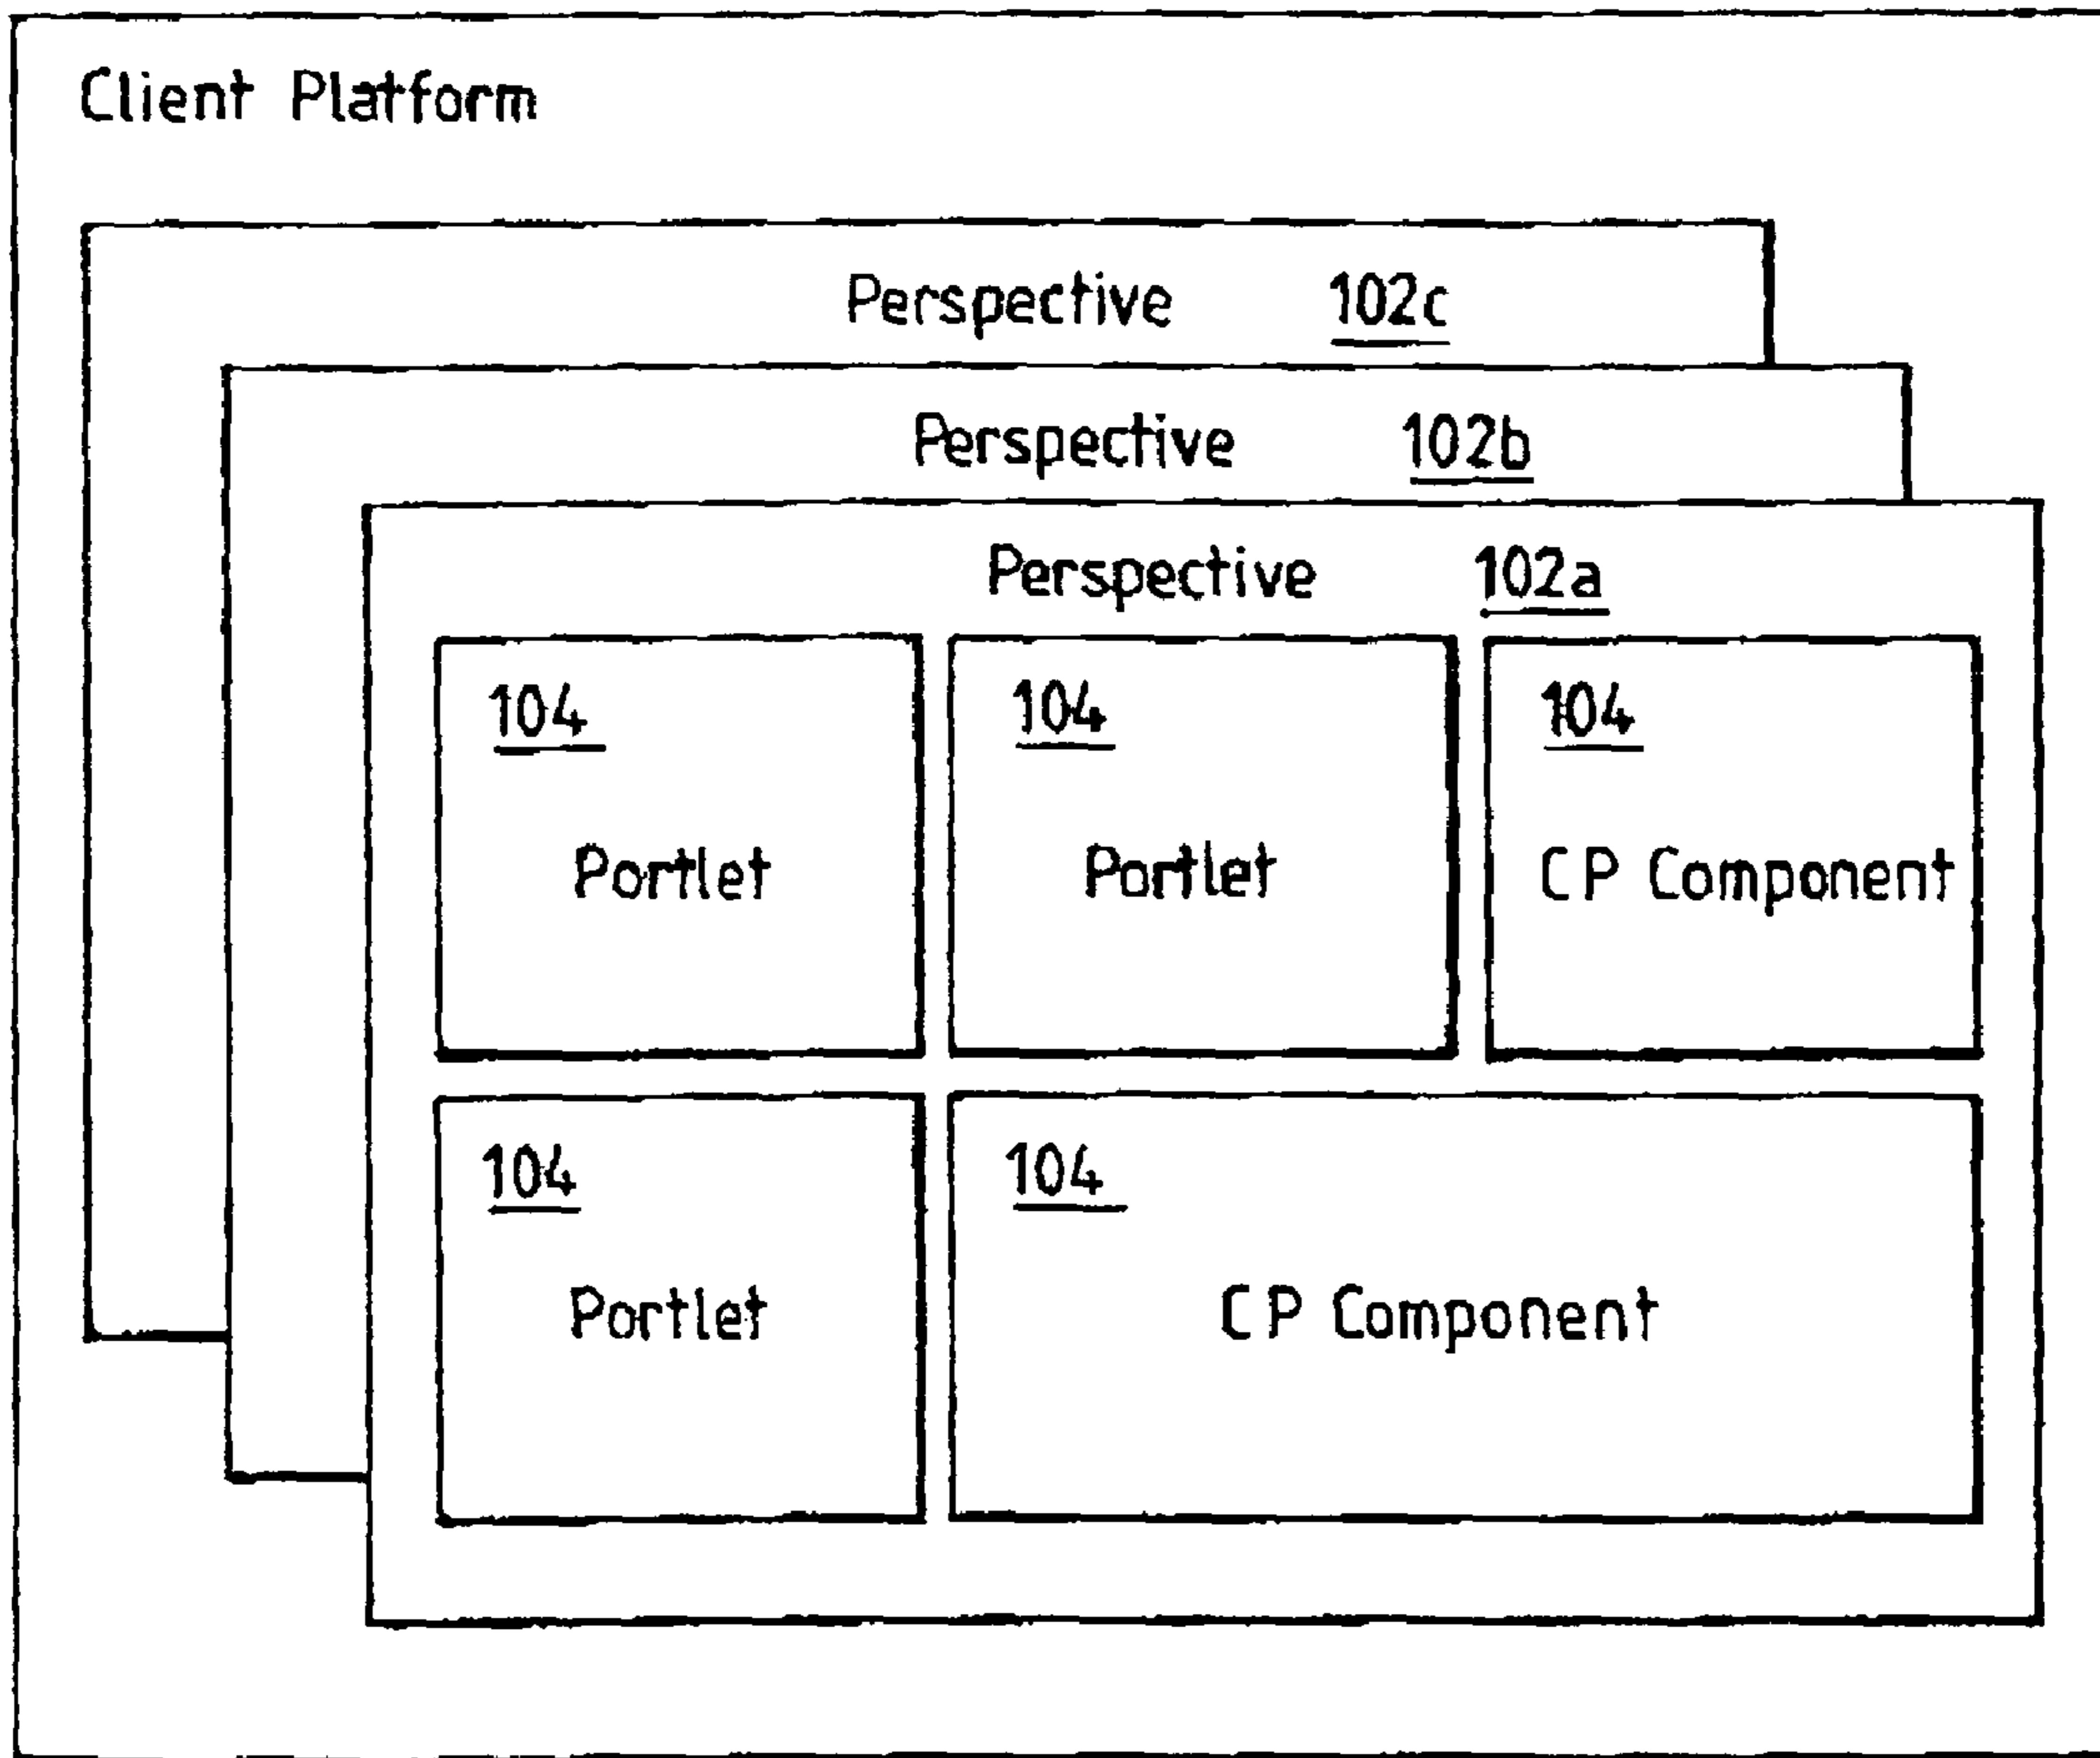 Client Platform
Perspective 102c
Perspective 102b
Perspective 102a
104 104 104
Portlet Portlet CP Component
104 104
Portlet CP Component